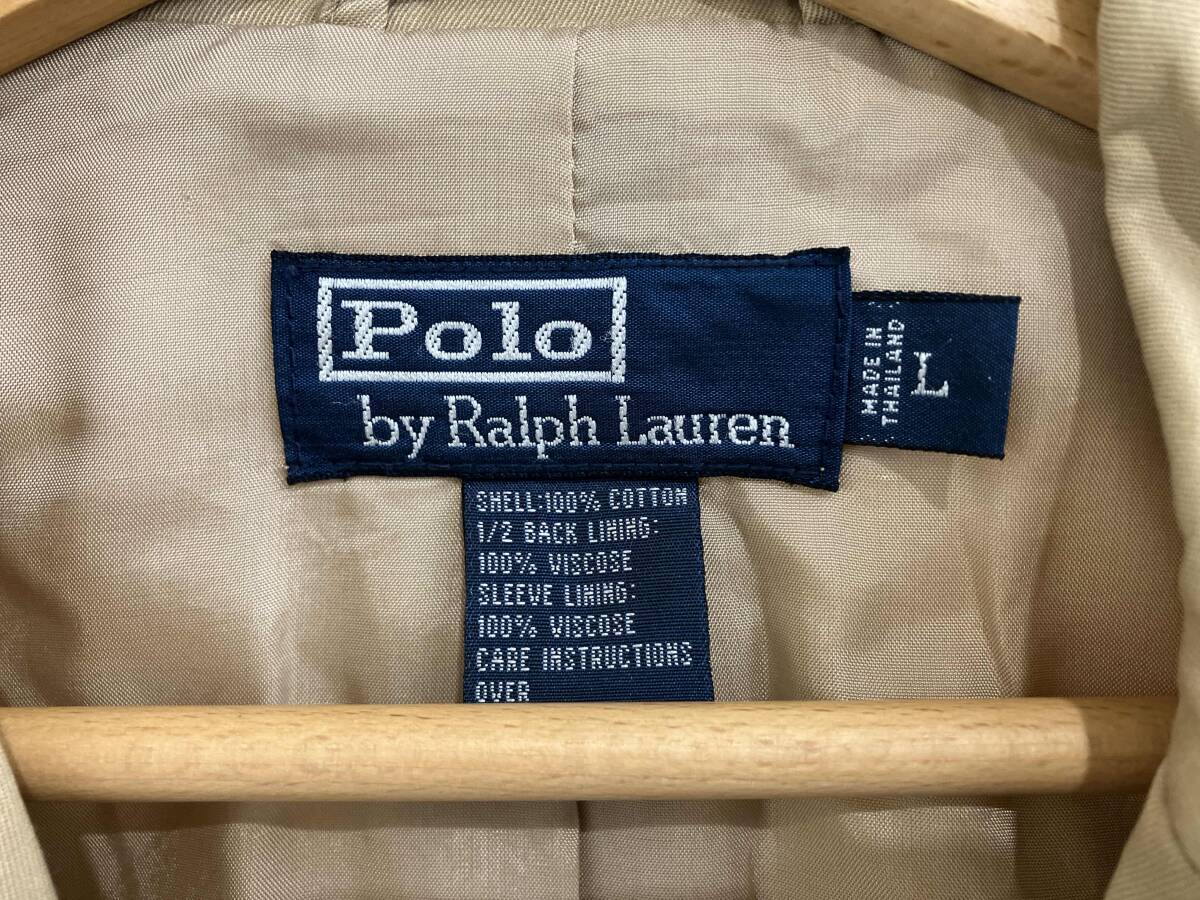 Polo
by Ralph Lauren
MADE IN
THAILAND
L
SHELL:100% COTTON
1/2 BACK LINING:
100% VISCOSE
SLEEVE LINING:
100% VISCOSE
CARE INSTRUCTIONS
OVER